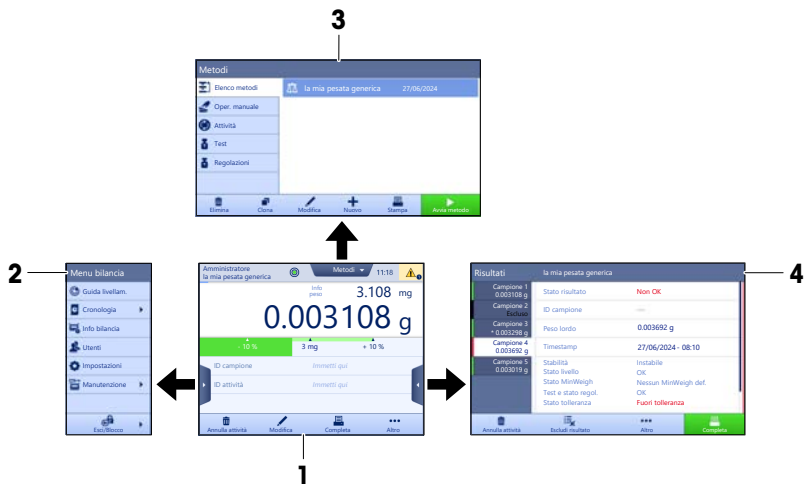 3
Metodi
Elenco metodi
la mia pesata generica 27/06/2024
Oper. manuale
Attività
Test
Regolazioni
Elimina Clona Modifica Nuovo Stampa Avvia metodo
2
Menu bilancia
Guida livellam.
Cronologia
Info bilancia
Utenti
Impostazioni
Manutenzione
Esci/Blocco
Amministratore
la mia pesata generica
Metodi
11:18
Info
peso
3.108 mg
0.003108 g
- 10 % 3 mg + 10 %
ID campione Immetti qui
ID attività Immetti qui
Annulla attività Modifica Completa Altro
1
4
Risultati la mia pesata generica
Campione 1
0.003108 g
Campione 2
Escluso
Campione 3
* 0.003298 g
Campione 4
0.003692 g
Campione 5
0.003019 g
Stato risultato Non OK
ID campione ---
Peso lordo 0.003692 g
Timestamp 27/06/2024 - 08:10
Stabilità Instabile
Stato livello OK
Stato MinWeigh Nessun MinWeigh def.
Test e stato regol. OK
Stato tolleranza Fuori tolleranza
Annulla attività Escludi risultato Altro Completa